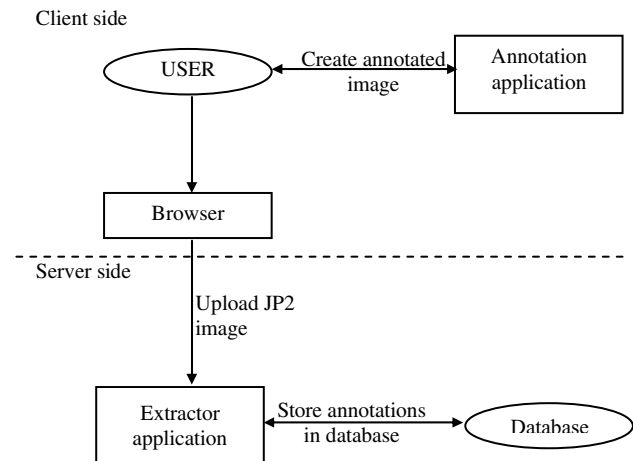 Client side
USER
Create annotated
image
Annotation
application
Browser
Server side
Upload JP2
image
Extractor
application
Store annotations
in database
Database